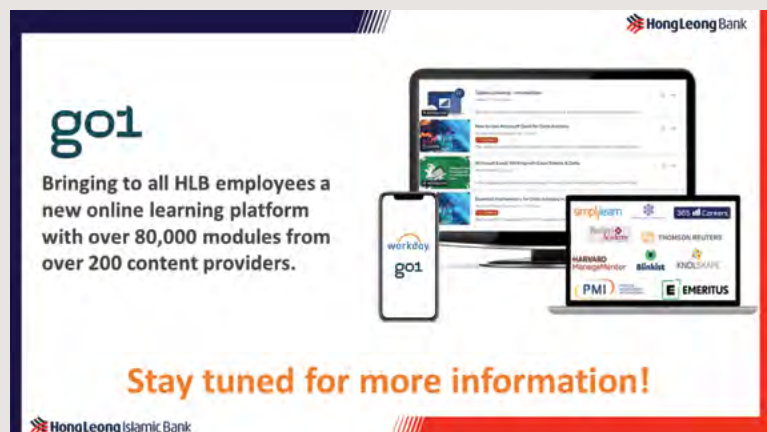 HongLeong Bank
go1
Bringing to all HLB employees a
new online learning platform
with over 80,000 modules from
over 200 content providers.
workday.
go1
simplilearn
365 Careers
THOMSON REUTERS
HARVARD
ManageMentor
Blinkist
KNOLSKAPE
PMI
EMERITUS
Stay tuned for more information!
HongLeong Islamic Bank